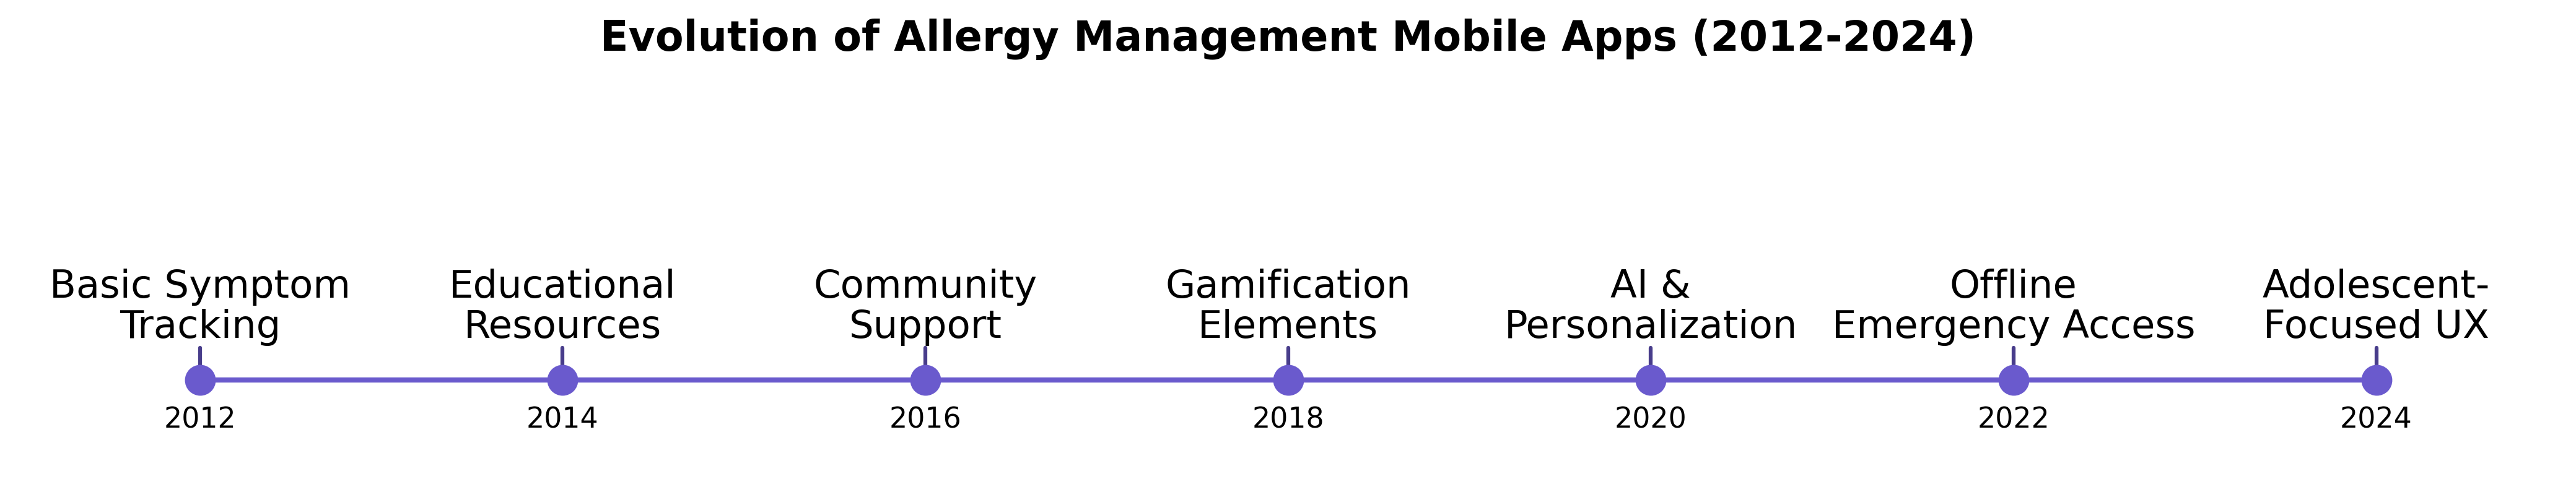 Evolution of Allergy Management Mobile Apps (2012-2024)
Basic Symptom
Tracking
Educational
Resources
Community
Support
Gamification
Elements
AI &
Personalization
Offline
Emergency Access
Adolescent-
Focused UX
2012
2014
2016
2018
2020
2022
2024